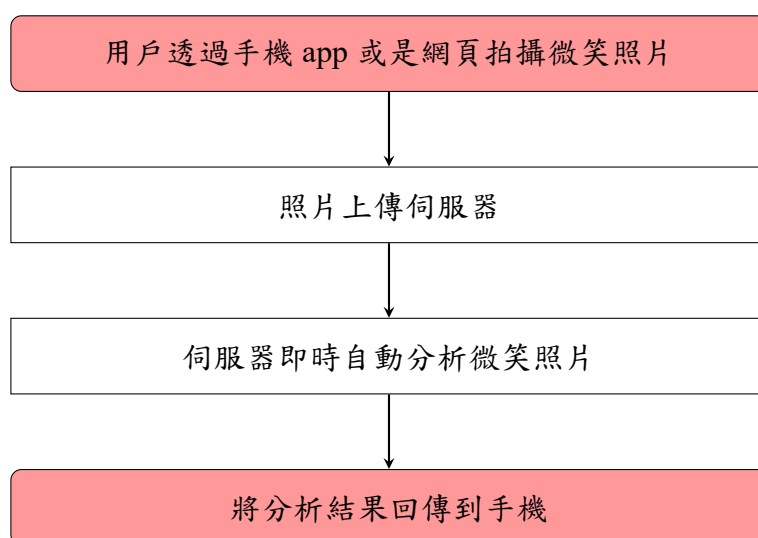 用戶透過手機 app 或是網頁拍攝微笑照片
照片上傳伺服器
伺服器即時自動分析微笑照片
將分析結果回傳到手機